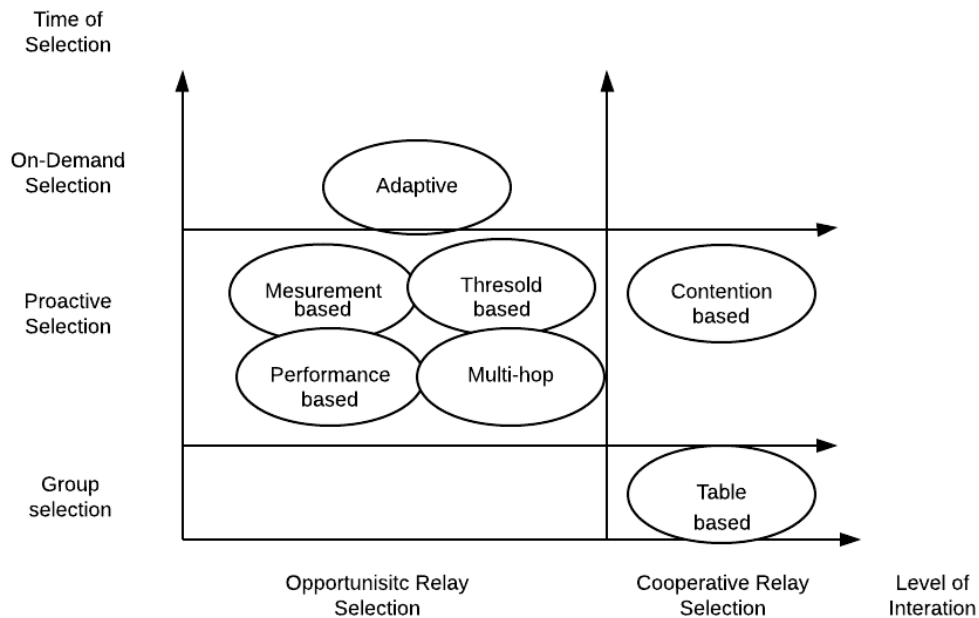 Time of
Selection
On-Demand
Selection
Adaptive
Proactive
Selection
Mesurement
based
Thresold
based
Contention
based
Performance
based
Multi-hop
Group
selection
Table
based
Opportunisitc Relay
Selection
Cooperative Relay
Selection
Level of
Interation